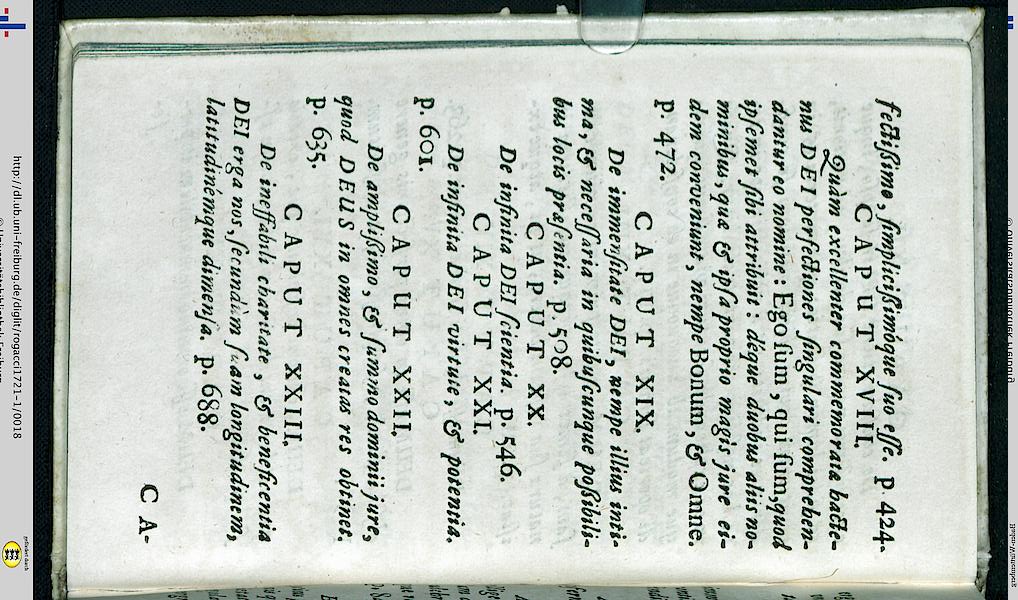 fectißimo, ſimplicißimóque ſuo eſſe. p 424.
CAPUT XVIII.
Quàm excellenter commemorata hacte-
nus DEI perfectiones ſingulari comprehen-
dantur eo nomine: Ego ſum, qui ſum, quod
ipſemet ſibi attribuit: déque duobus aliis no-
minibus, quæ & ipſa proprio magis jure ei-
dem conveniunt, nempe Bonum, & Omne.
p. 472.
CAPUT XIX.
De immenſitate DEI, nempe illius inti-
ma, & neceſſaria in quibuſcunque poßibili-
bus locis præſentia. p. 508.
CAPUT XX.
De infinita DEI ſcientia. p. 546.
CAPUT XXI.
De infinita DEI virtute, & potentia.
p. 601.
CAPUT XXII.
De amplißimo, & ſummo dominii jure,
quod DEUS in omnes creatas res obtinet.
p. 635.
CAPUT XXIII.
De ineffabili charitate, & beneficentia
DEI erga nos, ſecundùm ſuam longitudinem,
latitudinémque dimenſa. p. 688.
CA-
http://dl.ub.uni-freiburg.de/diglit/rogacci1721-1/0018
© Universitätsbibliothek Freiburg